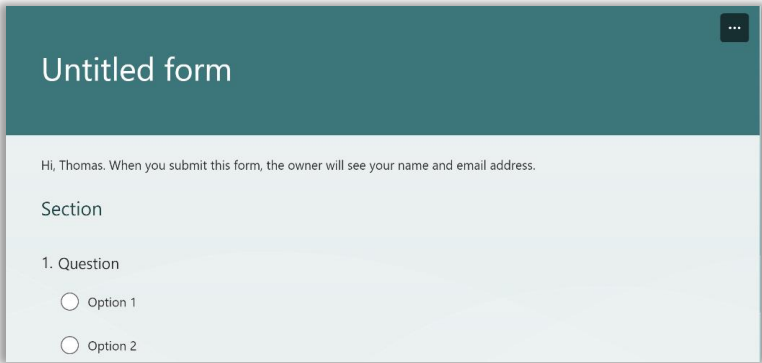 Untitled form
Hi, Thomas. When you submit this form, the owner will see your name and email address.
Section
1. Question
Option 1
Option 2